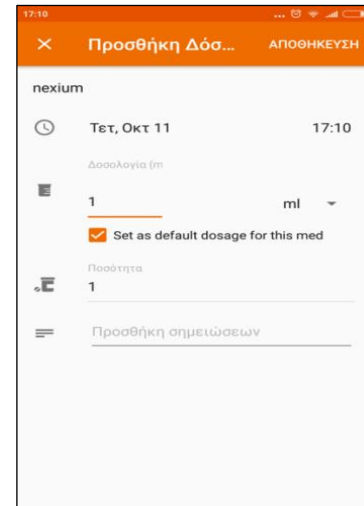 17:10
Προσθήκη Δόσ... ΑΠΟΘΗΚΕΥΣΗ
nexium
Τετ, Οκτ 11 17:10
Δοσολογία (m
1 ml
Set as default dosage for this med
Ποσότητα
1
Προσθήκη σημειώσεων